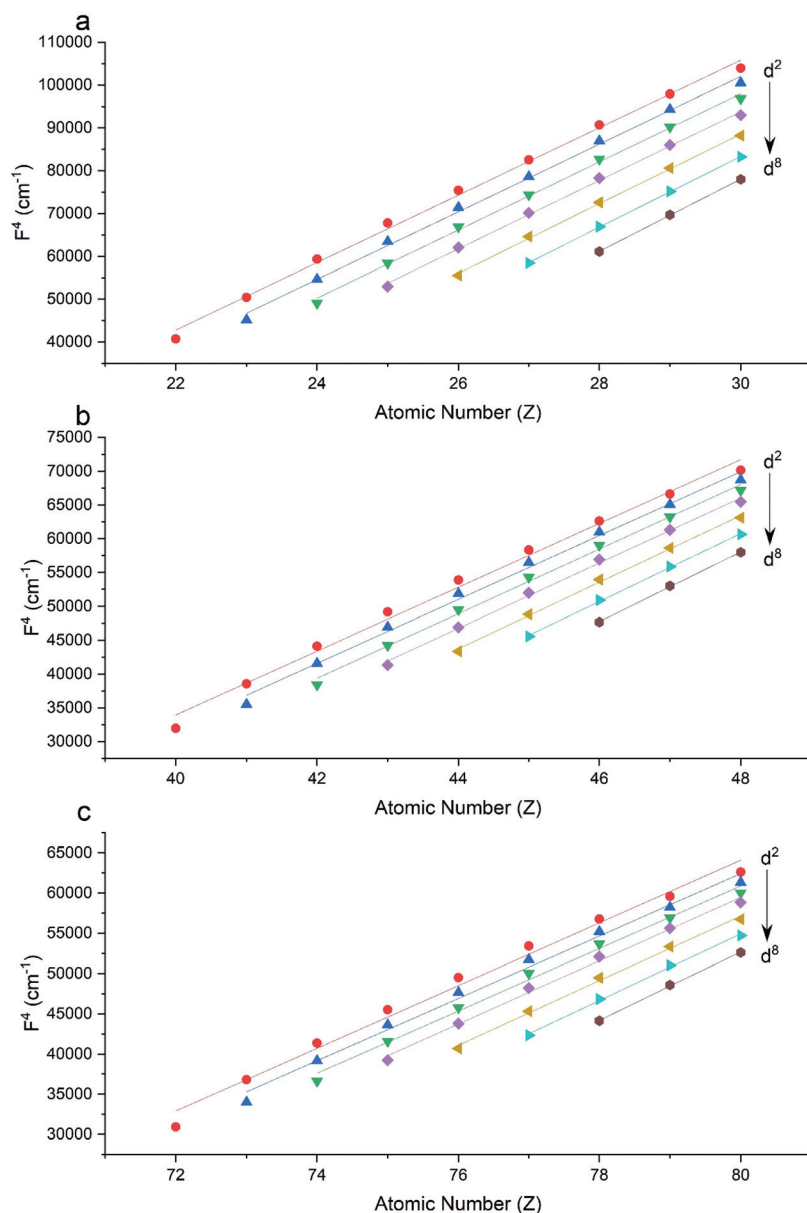 a
110000
100000
90000
80000
70000
60000
50000
40000
F⁴ (cm⁻¹)
d²
d⁸
22 24 26 28 30
Atomic Number (Z)
b
75000
70000
65000
60000
55000
50000
45000
40000
35000
30000
F⁴ (cm⁻¹)
d²
d⁸
40 42 44 46 48
Atomic Number (Z)
c
65000
60000
55000
50000
45000
40000
35000
30000
F⁴ (cm⁻¹)
d²
d⁸
72 74 76 78 80
Atomic Number (Z)